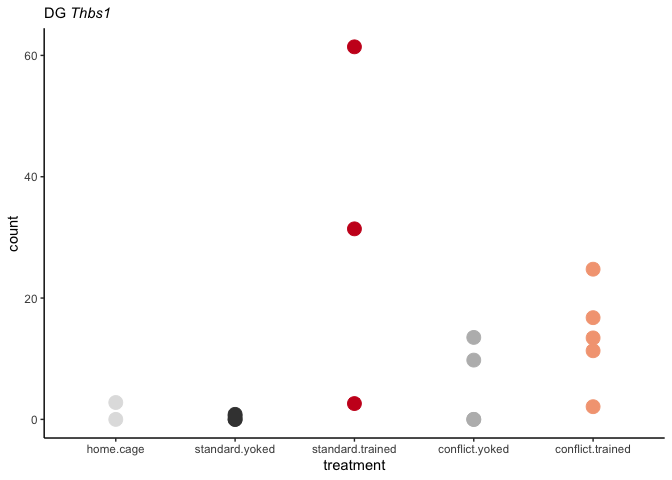 DG Thbs1
60
40
20
0
count
home.cage standard.yoked standard.trained conflict.yoked conflict.trained
treatment